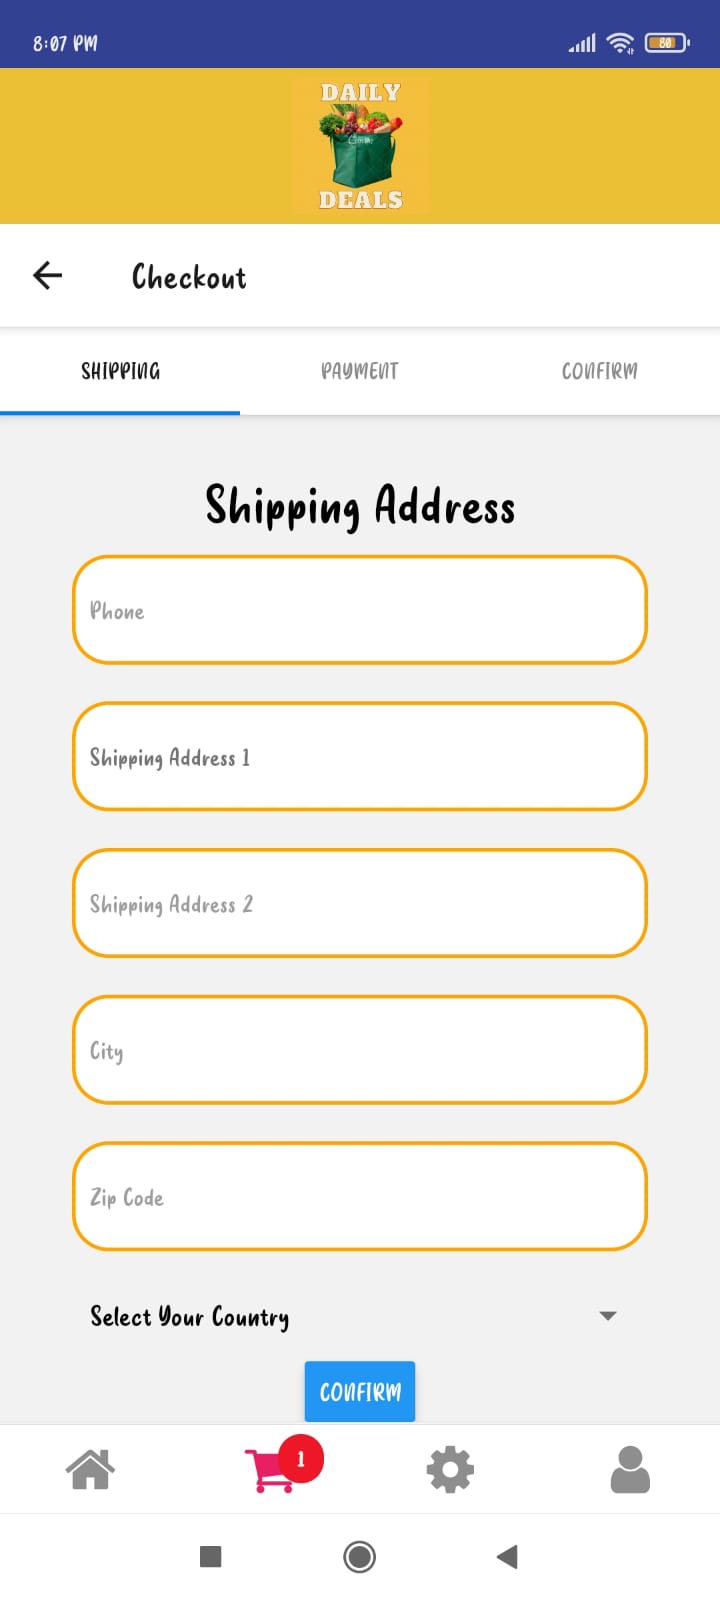 8:07 PM
80
DAILY
DEALS
Checkout
SHIPPING
PAYMENT
CONFIRM
Shipping Address
Phone
Shipping Address 1
Shipping Address 2
City
Zip Code
Select Your Country
CONFIRM
1